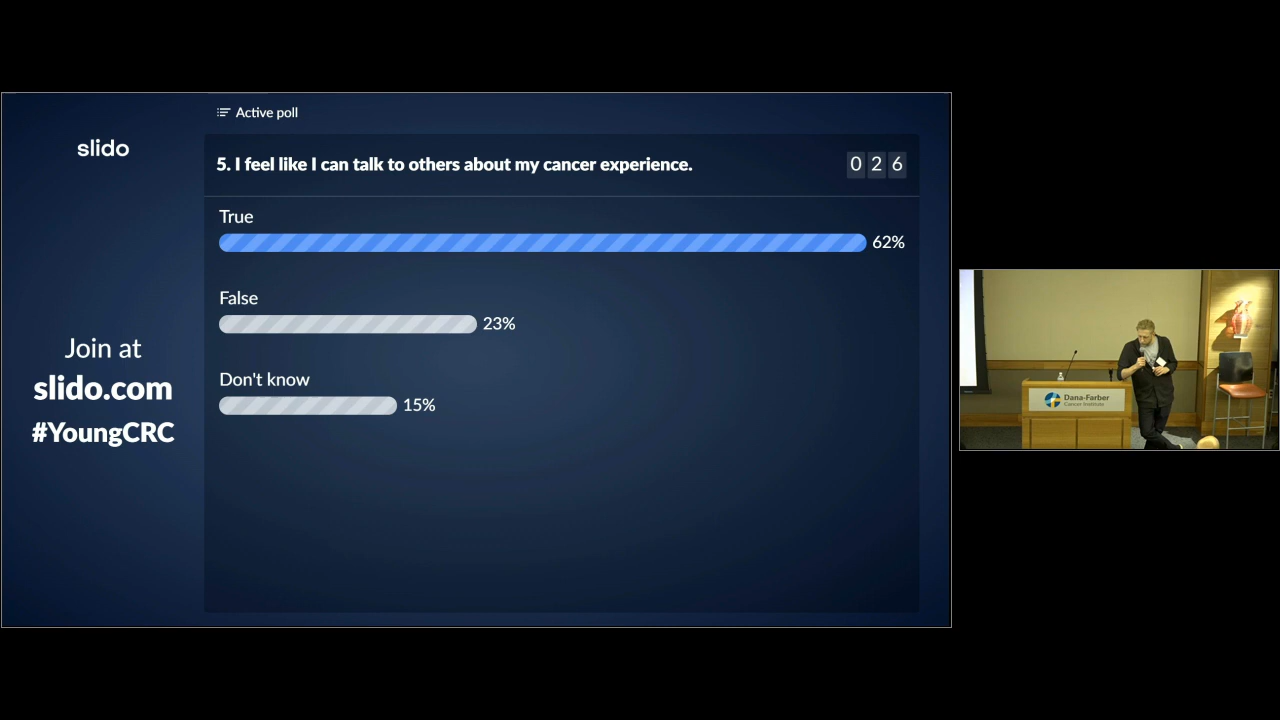 Active poll
slido
5. I feel like I can talk to others about my cancer experience.
026
True
62%
False
23%
Don't know
15%
Join at
slido.com
#YoungCRC
Dana-Farber
Cancer Institute